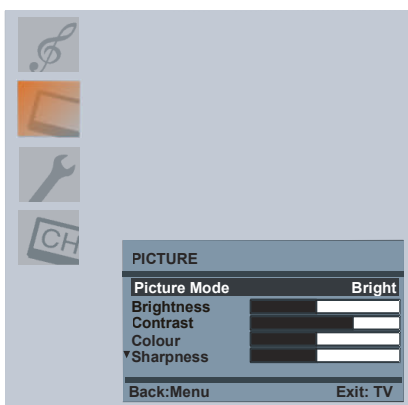 CH
PICTURE
Picture Mode Bright
Brightness
Contrast
Colour
▼Sharpness
Back:Menu Exit: TV